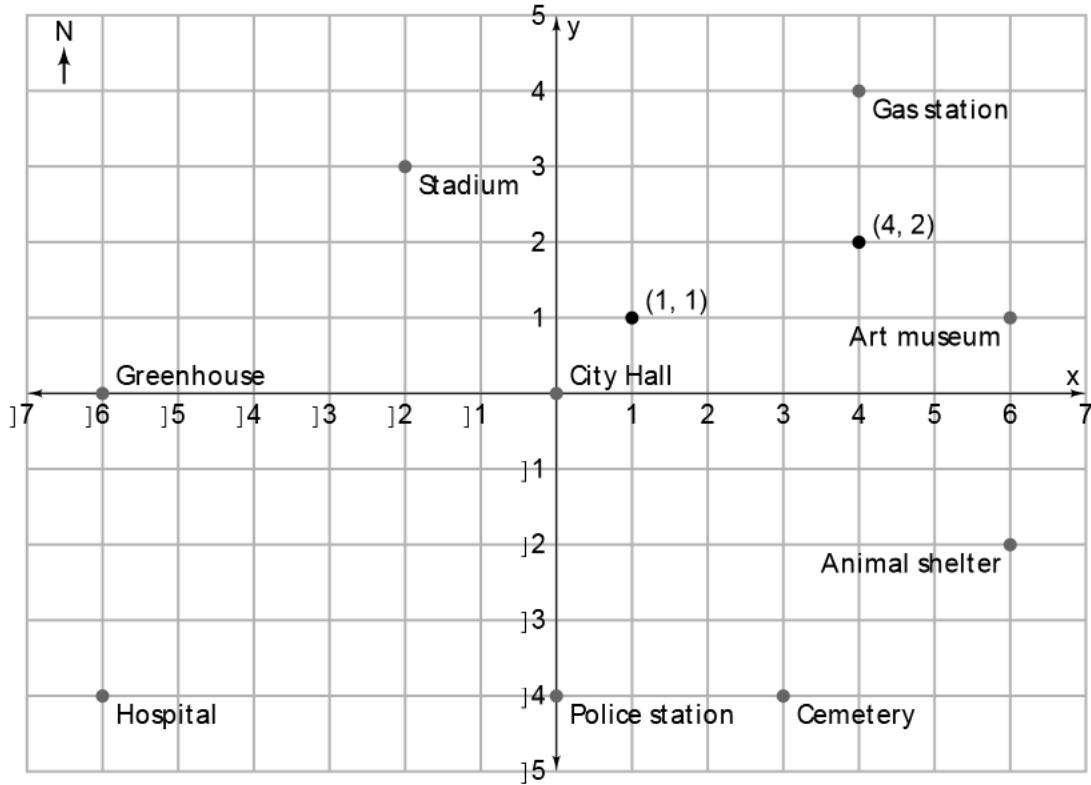 5
N
y
4
Gas station
3
Stadium
(4, 2)
2
(1, 1)
1
Art museum
Greenhouse
City Hall
x
]7 ]6 ]5 ]4 ]3 ]2 ]1 1 2 3 4 5 6 7
]1
]2
Animal shelter
]3
]4
Hospital
Police station
Cemetery
]5